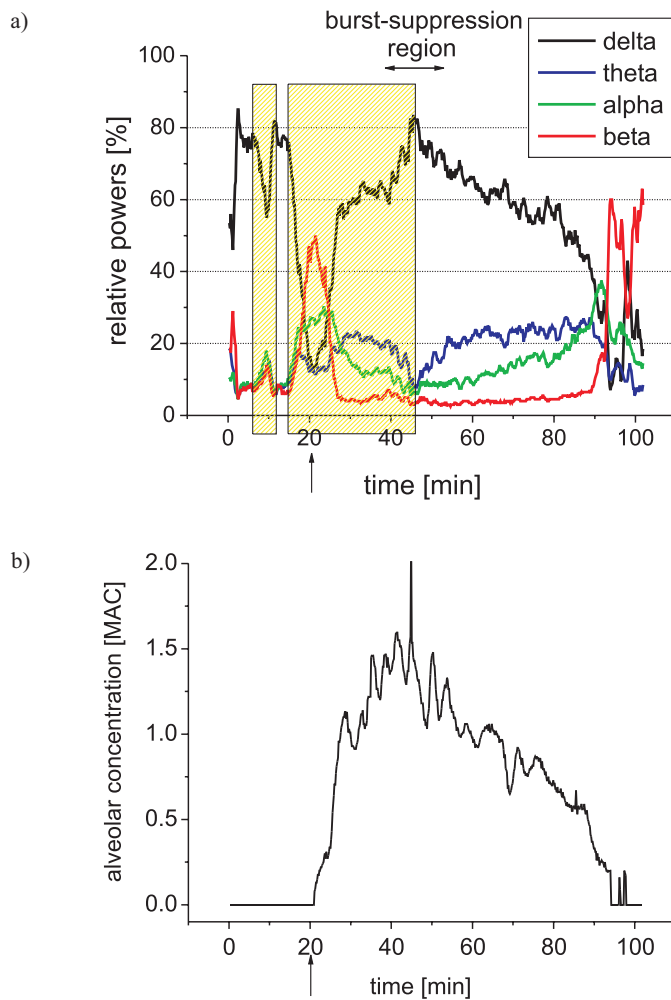 a)
burst-suppression
region
delta
theta
alpha
beta
relative powers [%]
100
80
60
40
20
0
0 20 40 60 80 100
time [min]
b)
alveolar concentration [MAC]
2.0
1.5
1.0
0.5
0.0
0 20 40 60 80 100
time [min]